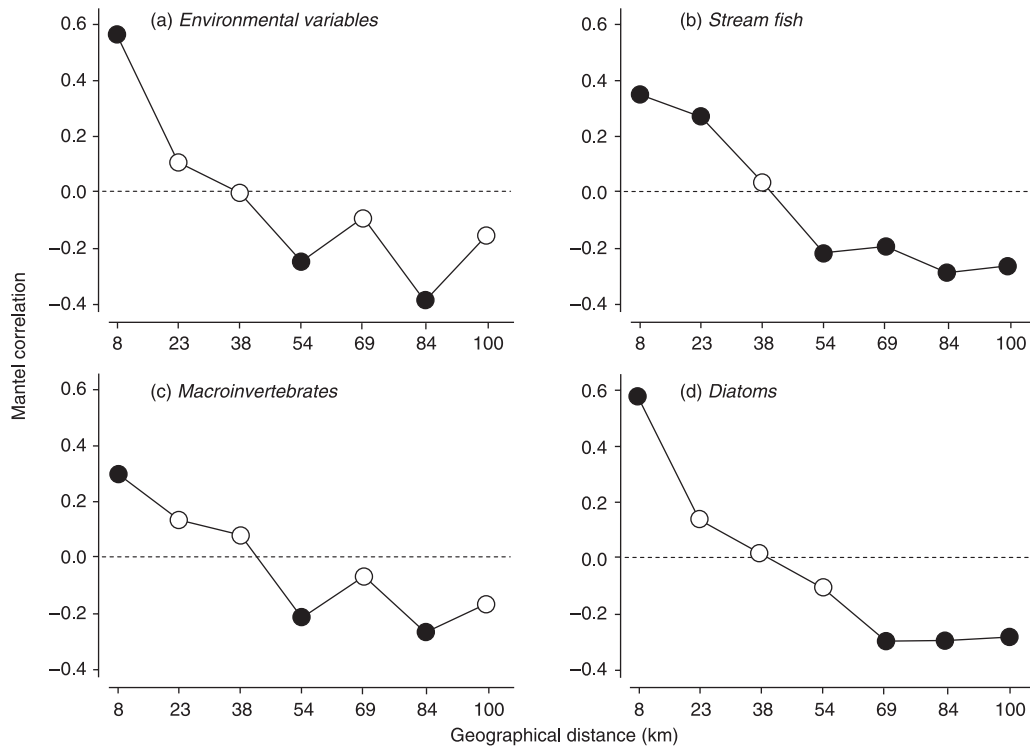 (a) Environmental variables
0.6
0.4
0.2
0.0
−0.2
−0.4
8 23 38 54 69 84 100
(b) Stream fish
0.6
0.4
0.2
0.0
−0.2
−0.4
8 23 38 54 69 84 100
Mantel correlation
(c) Macroinvertebrates
0.6
0.4
0.2
0.0
−0.2
−0.4
8 23 38 54 69 84 100
(d) Diatoms
0.6
0.4
0.2
0.0
−0.2
−0.4
8 23 38 54 69 84 100
Geographical distance (km)